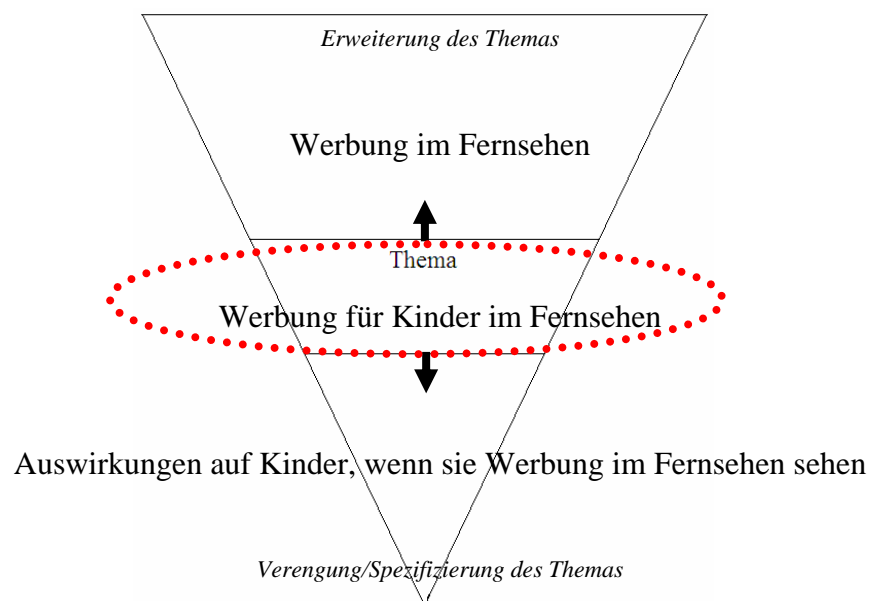 Erweiterung des Themas
Werbung im Fernsehen
Thema
Werbung für Kinder im Fernsehen
Auswirkungen auf Kinder, wenn sie Werbung im Fernsehen sehen
Verengung/Spezifizierung des Themas